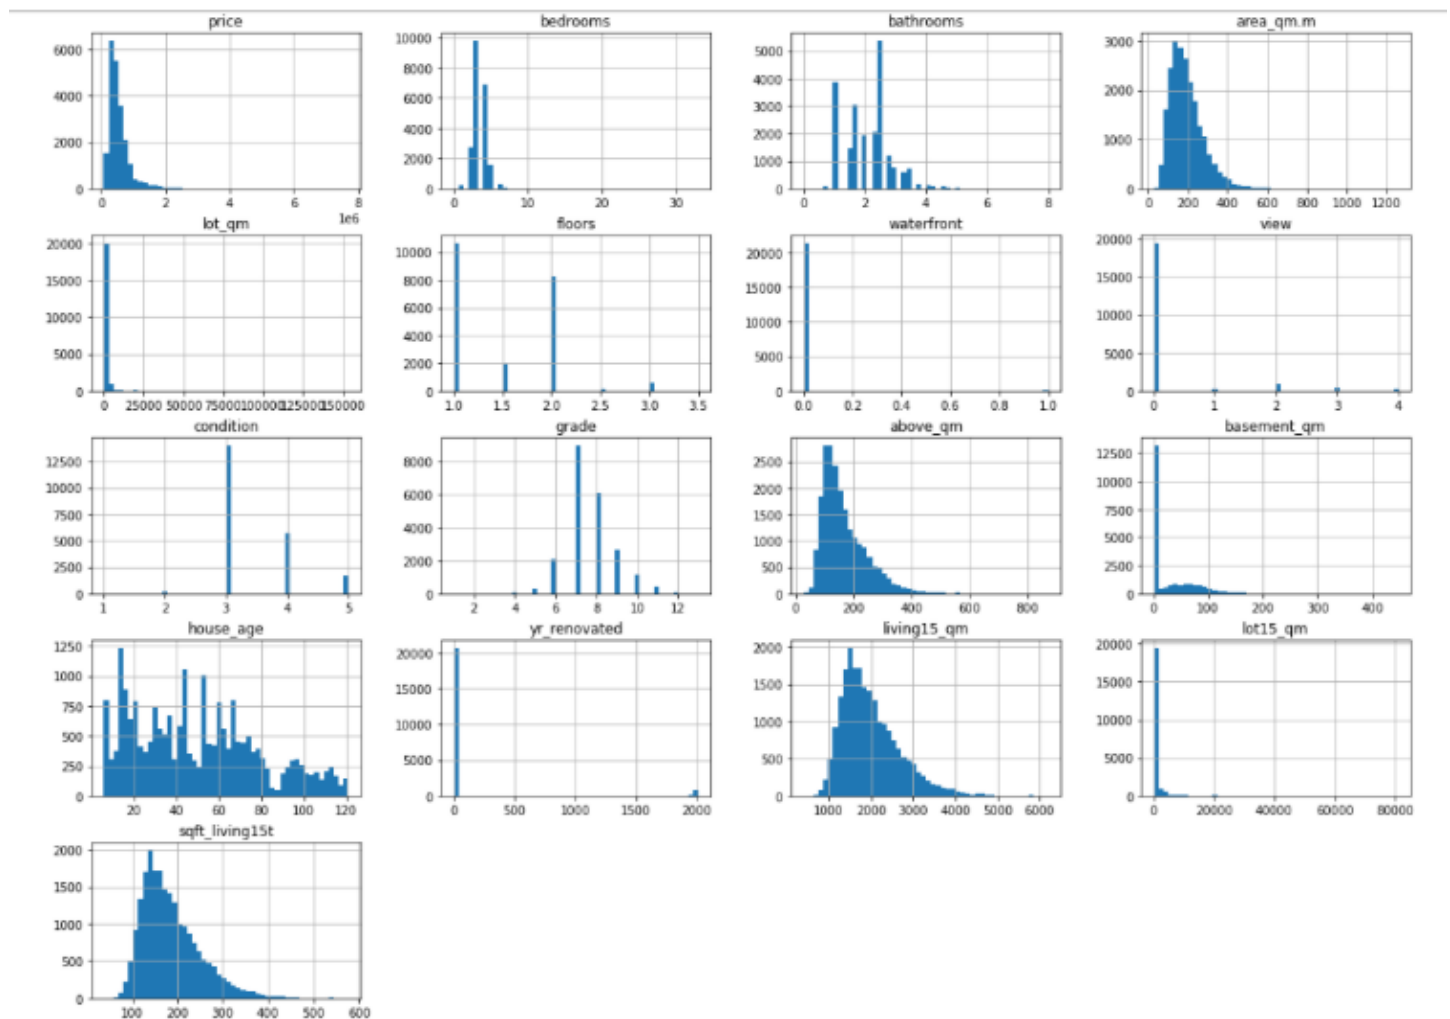 price bedrooms bathrooms area_qm.m
6000 10000 5000 3000
8000 4000
4000 6000 3000 2000
4000 2000
2000 2000 1000 1000
0 0 0 0
0 2 4 6 8 0 10 20 30 0 2 4 6 8 0 200 400 600 800 1000 1200
1e6
lot_qm floors waterfront view
20000 10000 20000 20000
15000 8000 15000 15000
10000 6000 10000 10000
4000
5000 2000 5000 5000
0 0 0 0
0 25000 50000 75000 100000 125000 150000 1.0 1.5 2.0 2.5 3.0 3.5 0.0 0.2 0.4 0.6 0.8 1.0 0 1 2 3 4
condition grade above_qm basement_qm
12500 8000 2500 12500
10000 6000 2000 10000
7500 1500 7500
5000 4000 1000 5000
2500 2000 500 2500
0 0 0 0
1 2 3 4 5 2 4 6 8 10 12 0 200 400 600 800 0 100 200 300 400
house_age yr_renovated living15_qm lot15_qm
1250 20000 2000 20000
1000 15000 1500 15000
750 10000 1000 10000
500
250 5000 500 5000
0 0 0 0
20 40 60 80 100 120 0 500 1000 1500 2000 1000 2000 3000 4000 5000 6000 0 20000 40000 60000 80000
sqft_living15t
2000
1500
1000
500
0
100 200 300 400 500 600